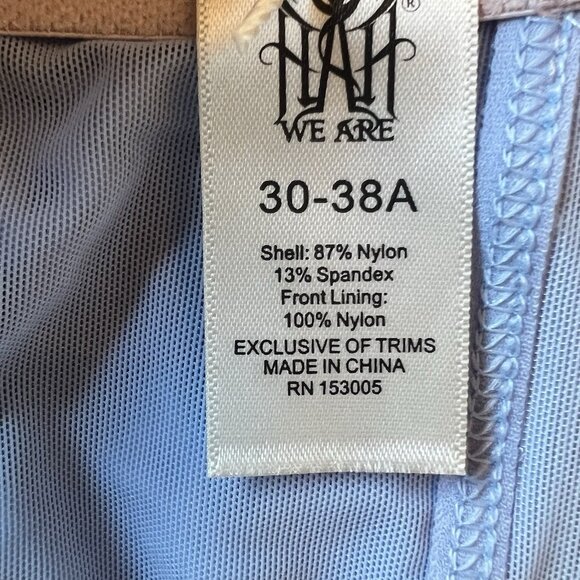 ®
HAH
WE ARE
30-38A
Shell: 87% Nylon
13% Spandex
Front Lining:
100% Nylon
EXCLUSIVE OF TRIMS
MADE IN CHINA
RN 153005